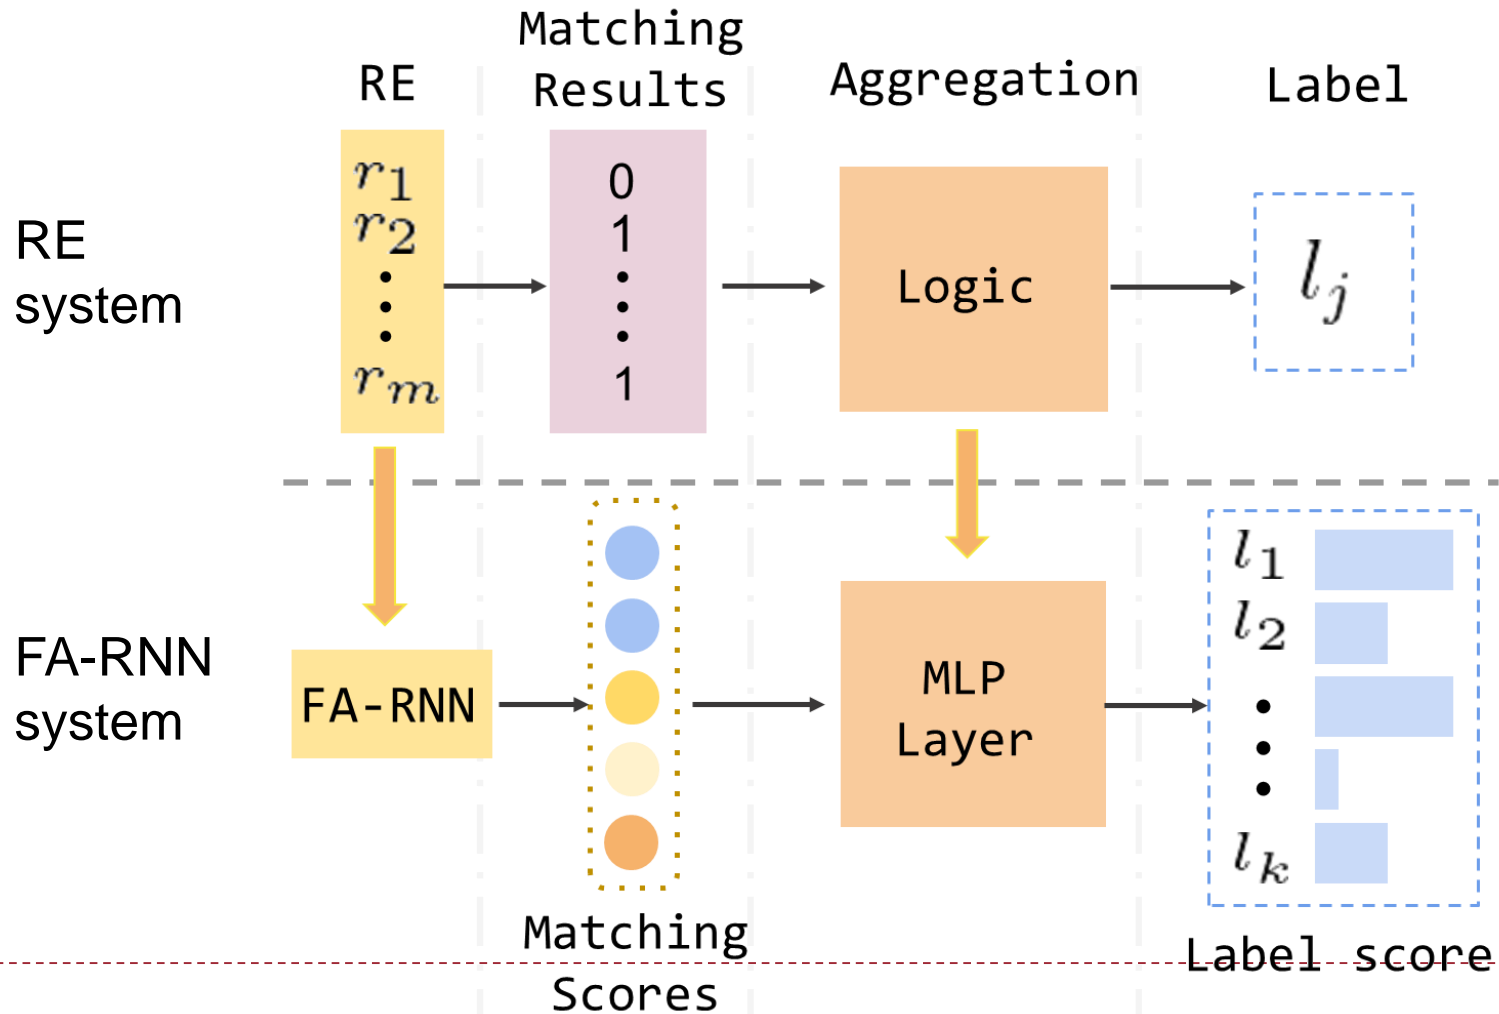 RE
Matching
Results
Aggregation
Label
RE
system
r₁
r₂
⋮
rₘ
0
1
⋮
1
Logic
lⱼ
FA-RNN
system
FA-RNN
MLP
Layer
l₁
l₂
⋮
lₖ
Matching
Scores
Label score